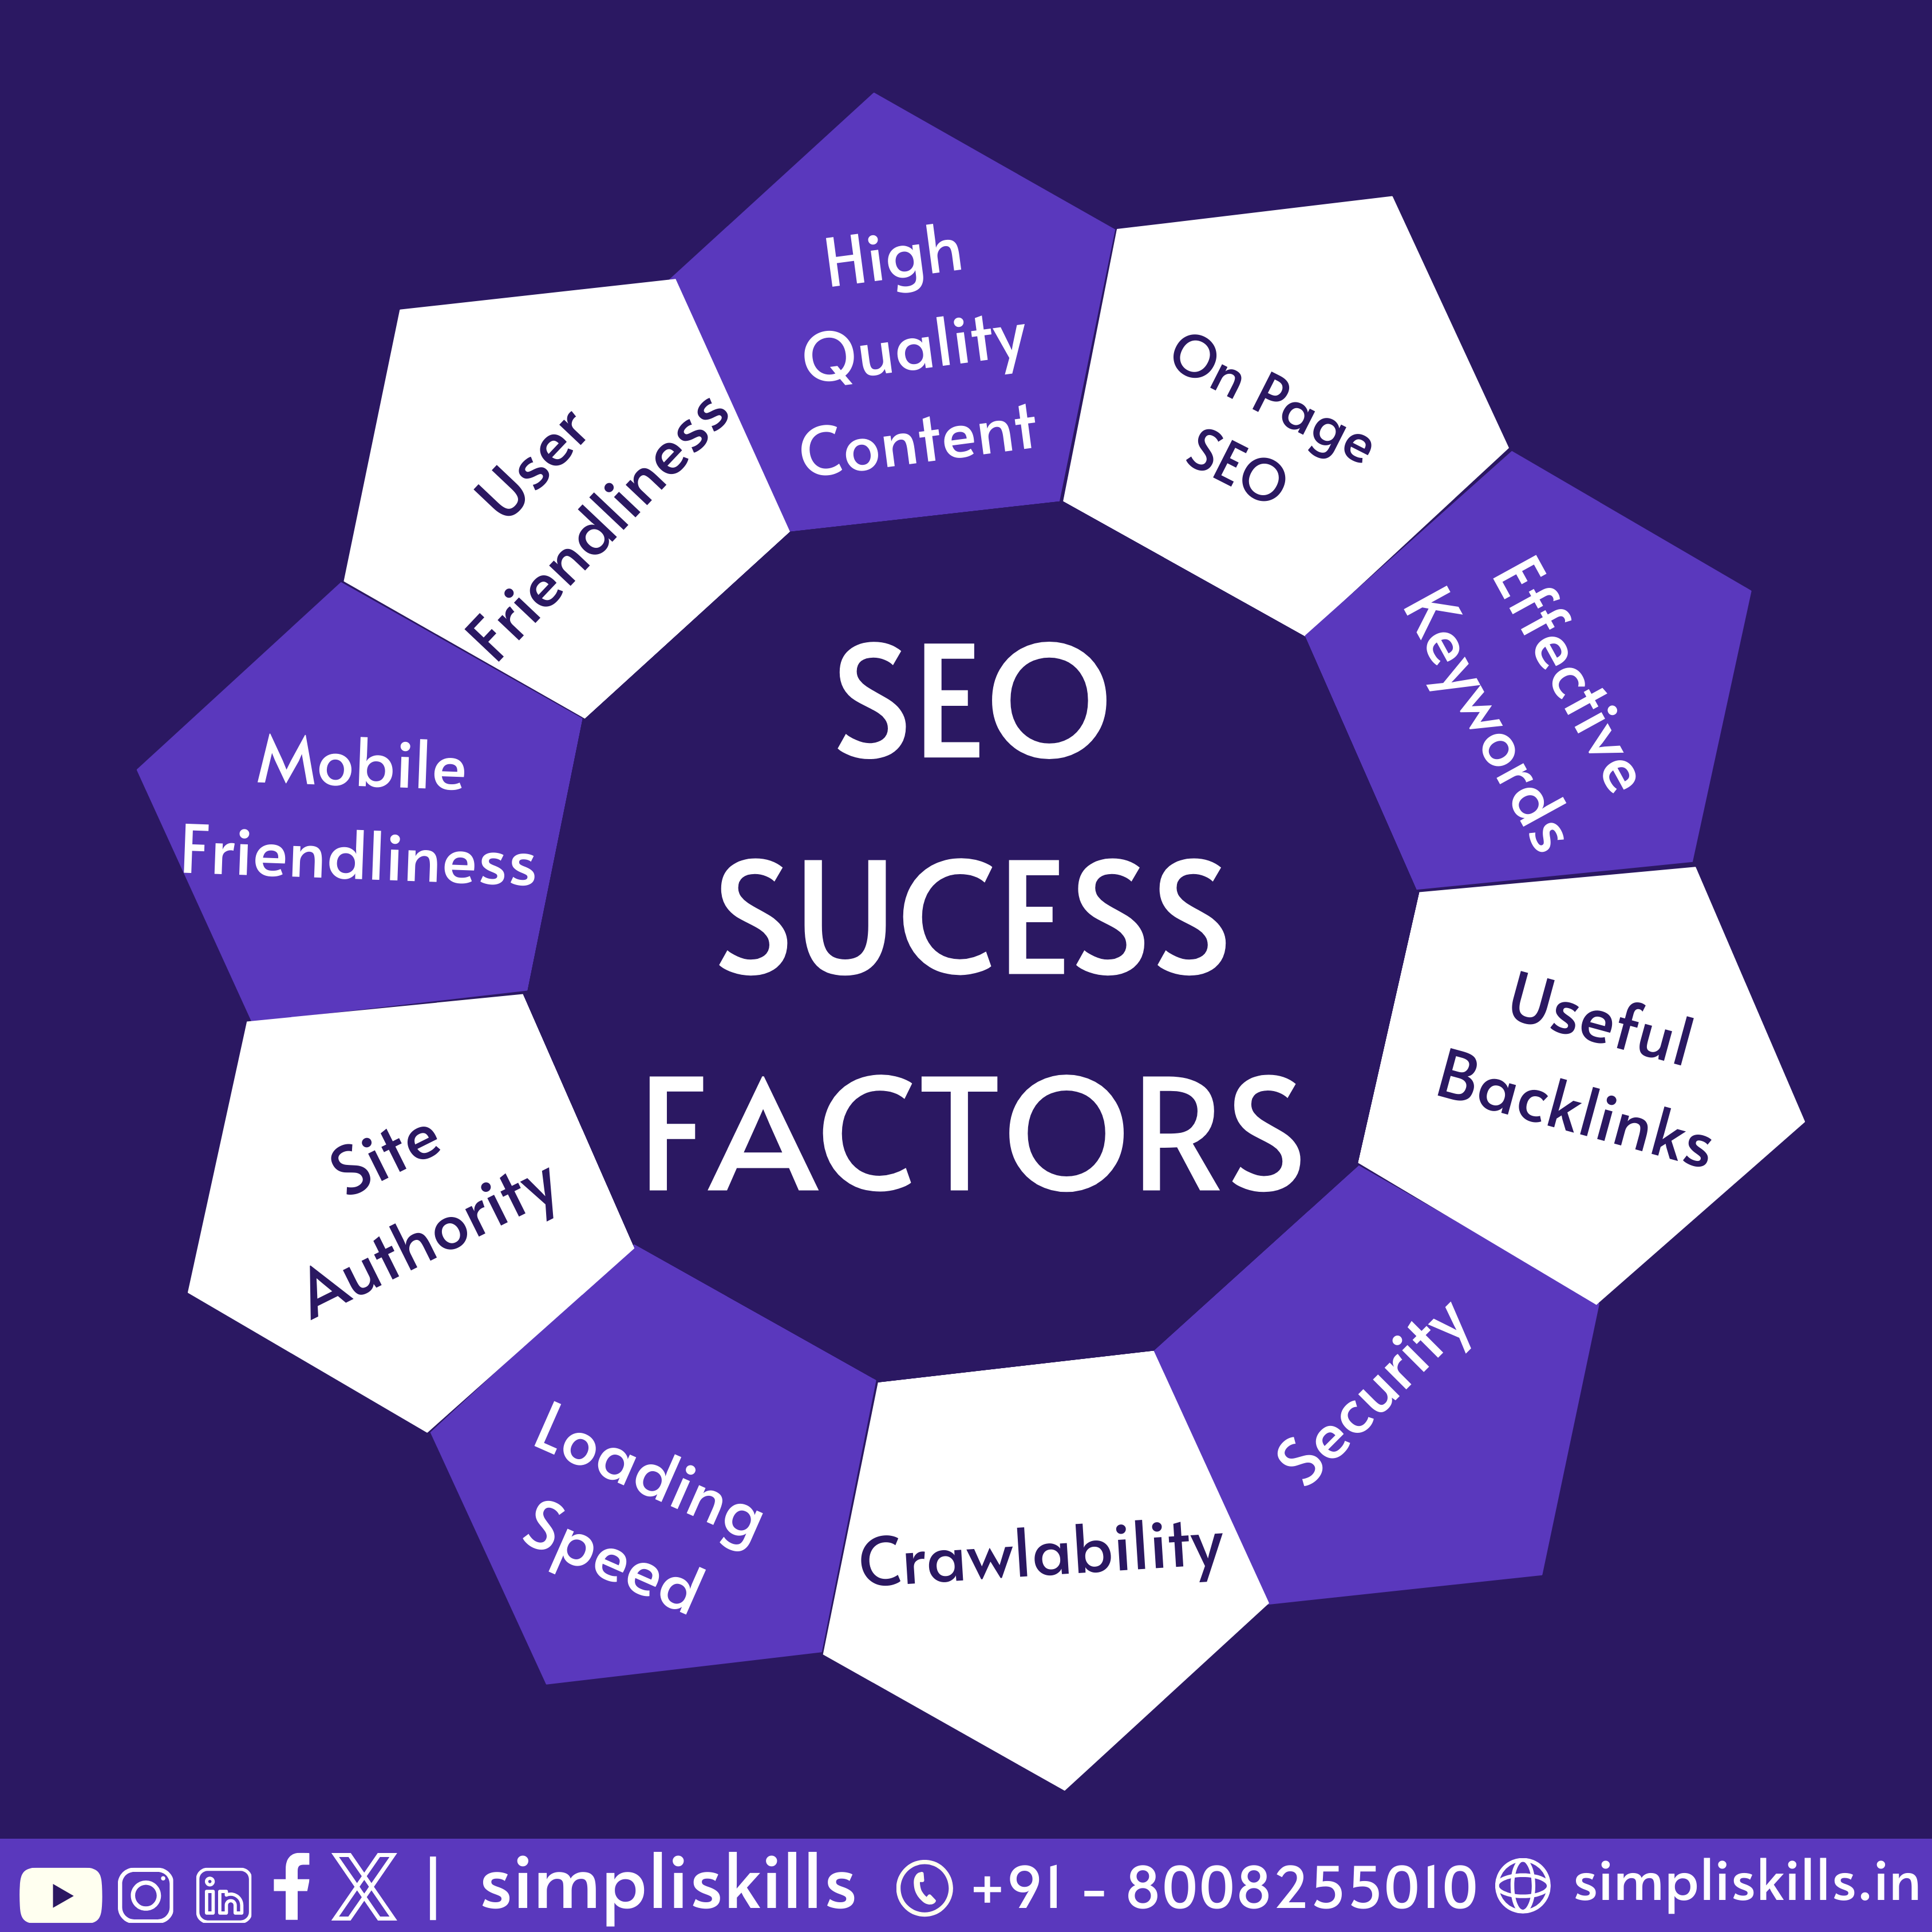 High
Quality
Content
On Page
SEO
Effective
Keywords
Useful
Backlinks
Security
Crawlability
Loading
Speed
Site
Authority
Mobile
Friendliness
User
Friendliness
SEO
SUCESS
FACTORS
simpliskills +91 - 8008255010 simpliskills.in